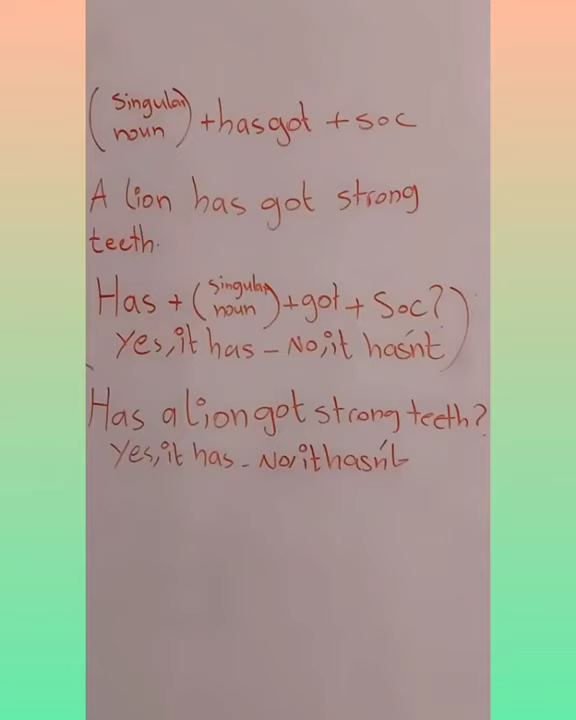 (singular noun) + has got + soc
A lion has got strong
teeth.
Has + (singular noun) + got + Soc?)
Yes, it has - No, it hasn't
Has a lion got strong teeth?
Yes, it has - No, it hasn't